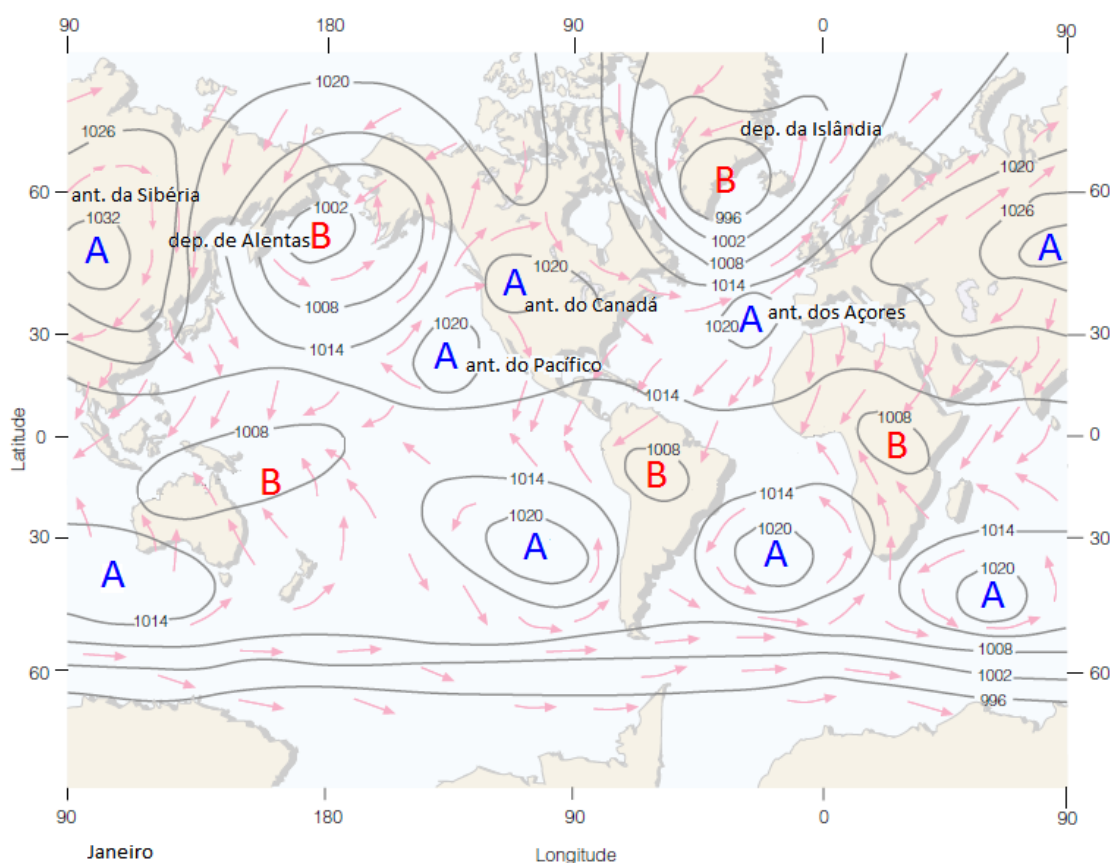 90 180 90 0 90
1020
1026
dep. da Islândia
60 ant. da Sibéria B 1020 60
1032 1002 996 1026
A dep. de Alentas B 1002 A
1020 1008
A
1008 ant. do Canadá 1014
1020 1020 A ant. dos Açores
30 1014 A ant. do Pacífico 30
1014
Latitude
0 1008 1008 1008 B 0
B B
1014 1014
30 1020 1020 1014 30
A A A 1020
A
1014
1008
60 1002 60
996
90 180 90 0 90
Janeiro Longitude